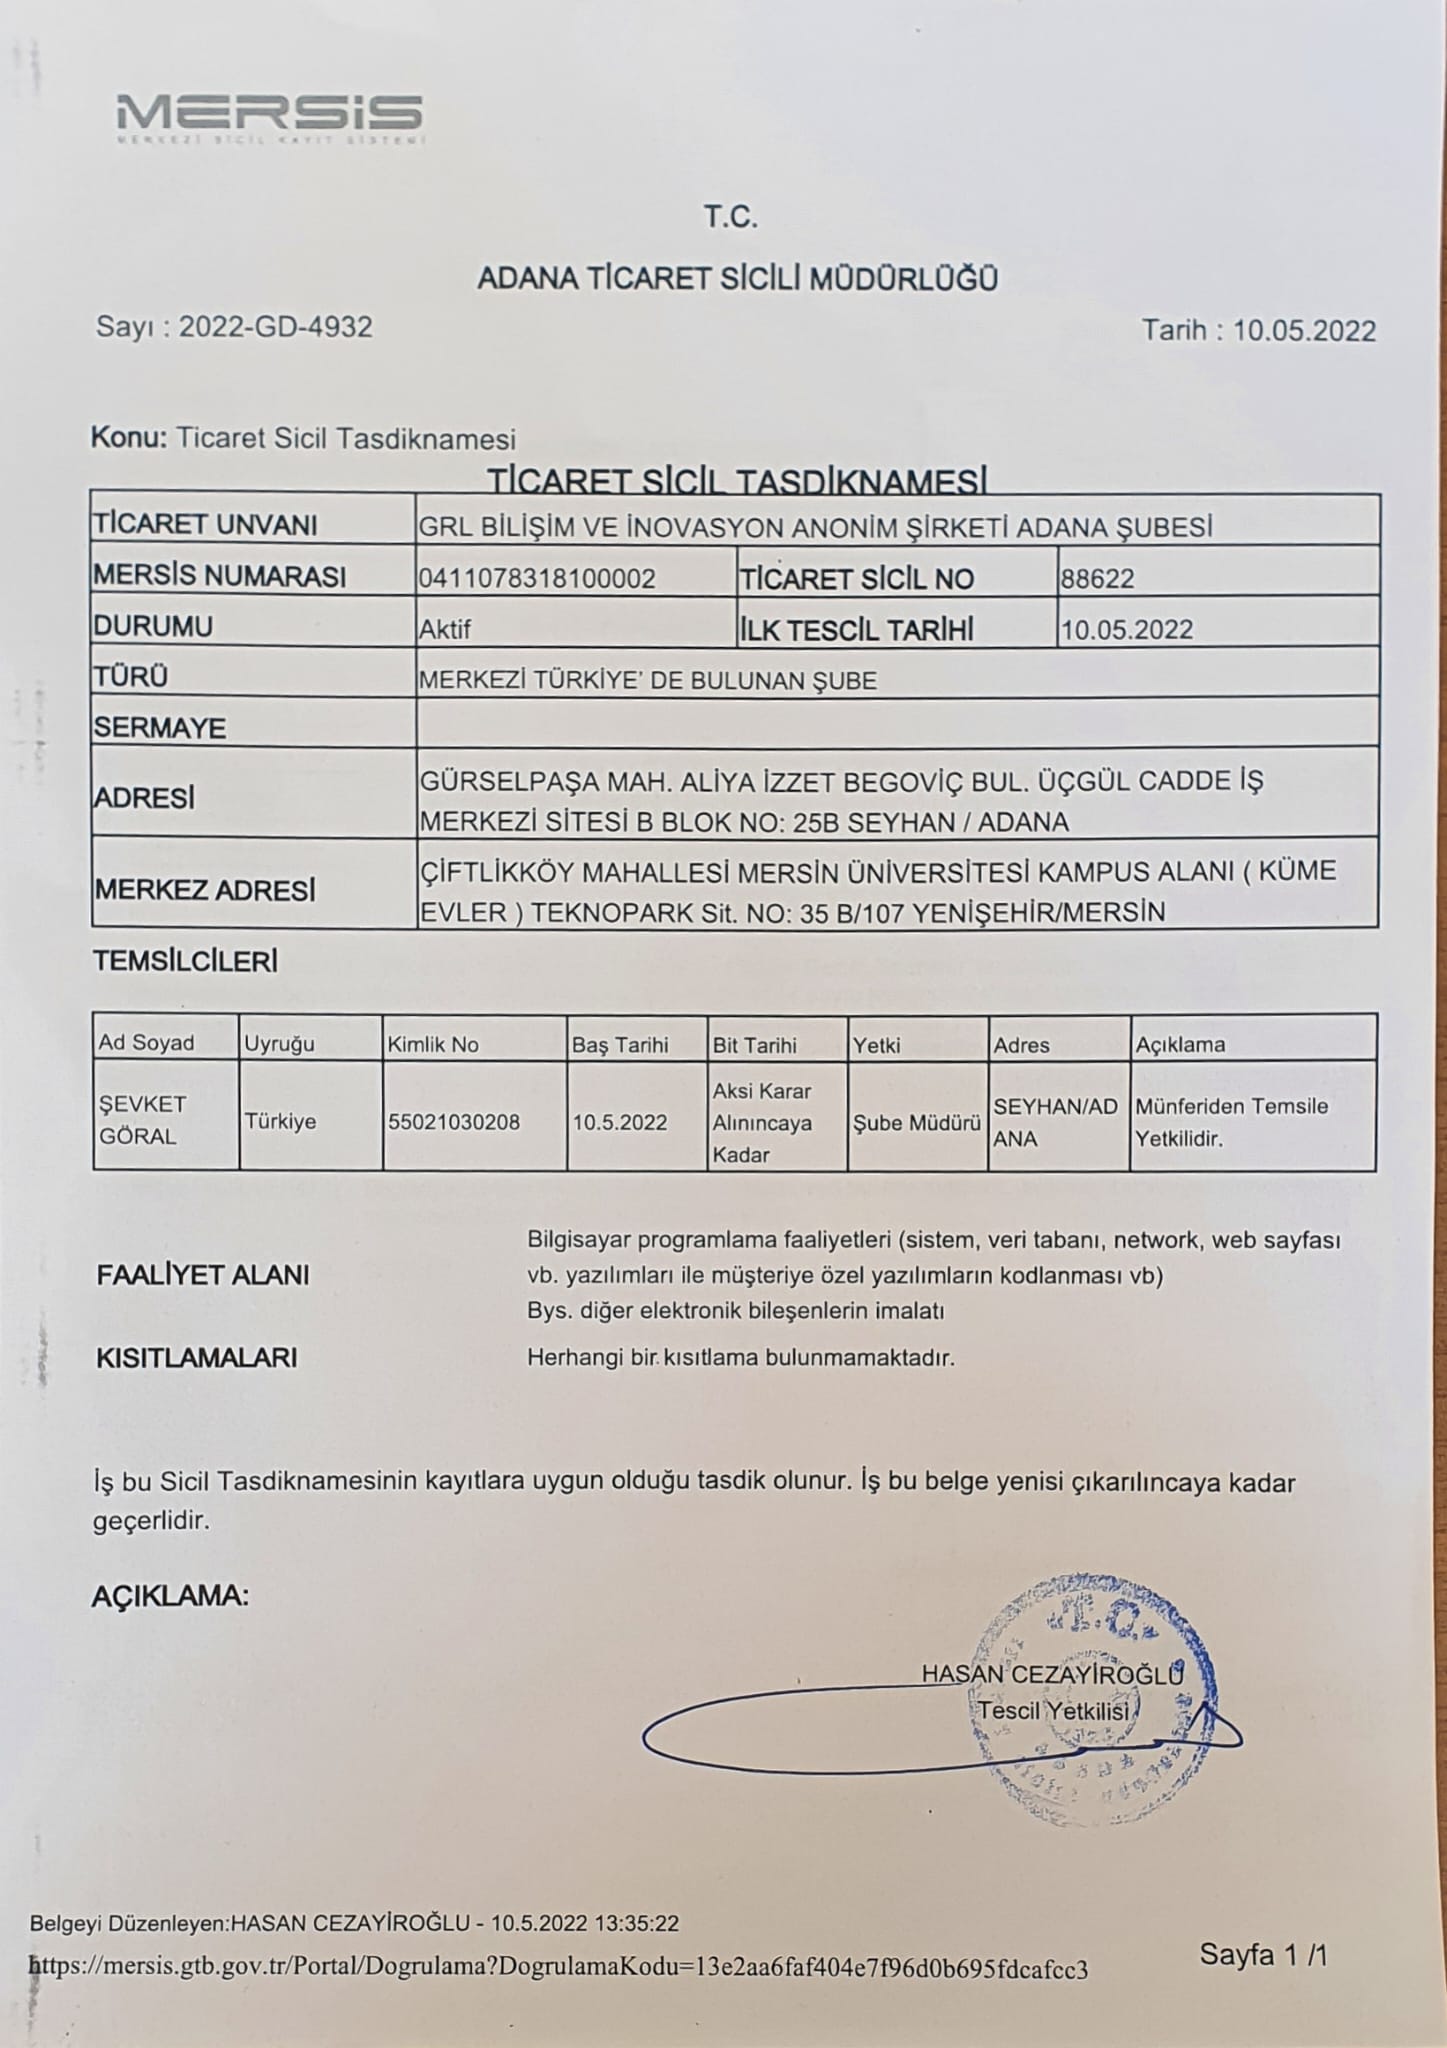 MERSİS
MERKEZİ SİCİL KAYIT SİSTEMİ
T.C.
ADANA TİCARET SİCİLİ MÜDÜRLÜĞÜ
Sayı : 2022-GD-4932
Tarih : 10.05.2022
Konu: Ticaret Sicil Tasdiknamesi
TİCARET SİCİL TASDİKNAMESİ
TİCARET UNVANI GRL BİLİŞİM VE İNOVASYON ANONİM ŞİRKETİ ADANA ŞUBESİ
MERSİS NUMARASI 0411078318100002 TİCARET SİCİL NO 88622
DURUMU Aktif İLK TESCİL TARİHİ 10.05.2022
TÜRÜ MERKEZİ TÜRKİYE' DE BULUNAN ŞUBE
SERMAYE
ADRESİ GÜRSELPAŞA MAH. ALİYA İZZET BEGOVİÇ BUL. ÜÇGÜL CADDE İŞ
MERKEZİ SİTESİ B BLOK NO: 25B SEYHAN / ADANA
MERKEZ ADRESİ ÇİFTLİKKÖY MAHALLESİ MERSİN ÜNİVERSİTESİ KAMPUS ALANI ( KÜME
EVLER ) TEKNOPARK Sit. NO: 35 B/107 YENİŞEHİR/MERSİN
TEMSİLCİLERİ
Ad Soyad Uyruğu Kimlik No Baş Tarihi Bit Tarihi Yetki Adres Açıklama
ŞEVKET
GÖRAL
Türkiye
55021030208
10.5.2022
Aksi Karar
Alınıncaya
Kadar
Şube Müdürü
SEYHAN/AD
ANA
Münferiden Temsile
Yetkilidir.
FAALİYET ALANI
Bilgisayar programlama faaliyetleri (sistem, veri tabanı, network, web sayfası
vb. yazılımları ile müşteriye özel yazılımların kodlanması vb)
Bys. diğer elektronik bileşenlerin imalatı
KISITLAMALARI Herhangi bir kısıtlama bulunmamaktadır.
İş bu Sicil Tasdiknamesinin kayıtlara uygun olduğu tasdik olunur. İş bu belge yenisi çıkarılıncaya kadar
geçerlidir.
AÇIKLAMA:
T.C.
HASAN CEZAYİROĞLU
Tescil Yetkilisi
Belgeyi Düzenleyen:HASAN CEZAYİROĞLU - 10.5.2022 13:35:22
https://mersis.gtb.gov.tr/Portal/Dogrulama?DogrulamaKodu=13e2aa6faf404e7f96d0b695fdcafcc3
Sayfa 1 /1